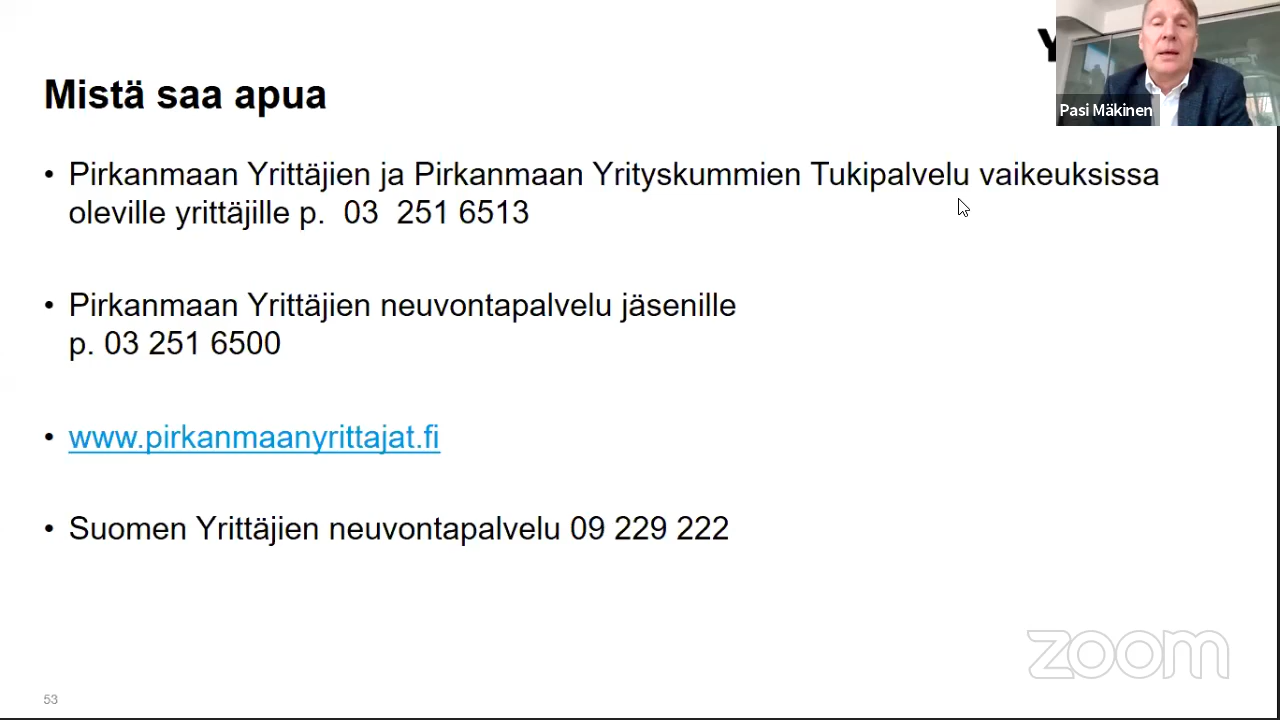 Mistä saa apua
• Pirkanmaan Yrittäjien ja Pirkanmaan Yrityskummien Tukipalvelu vaikeuksissa
oleville yrittäjille p.  03  251 6513
• Pirkanmaan Yrittäjien neuvontapalvelu jäsenille
p. 03 251 6500
• www.pirkanmaanyrittajat.fi
• Suomen Yrittäjien neuvontapalvelu 09 229 222
Pasi Mäkinen
zoom
53